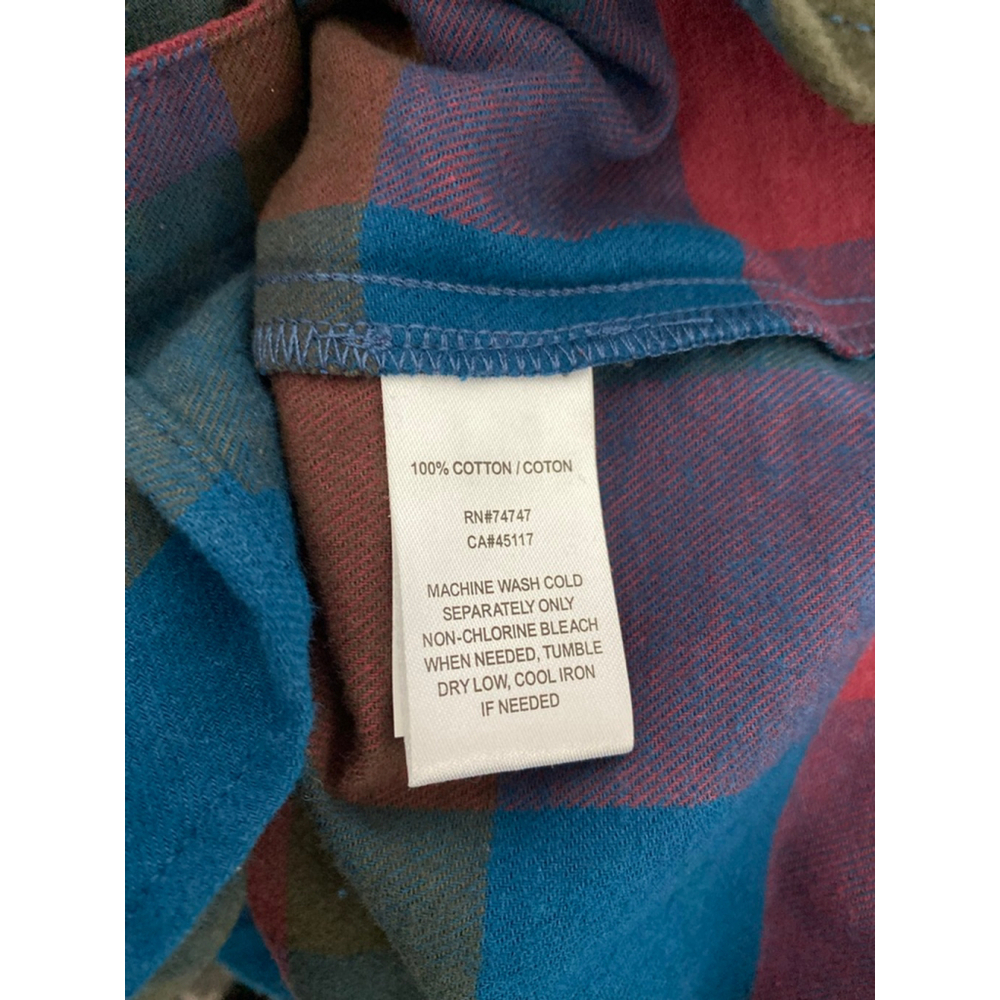 100% COTTON / COTON
RN#74747
CA#45117
MACHINE WASH COLD
SEPARATELY ONLY
NON-CHLORINE BLEACH
WHEN NEEDED, TUMBLE
DRY LOW, COOL IRON
IF NEEDED